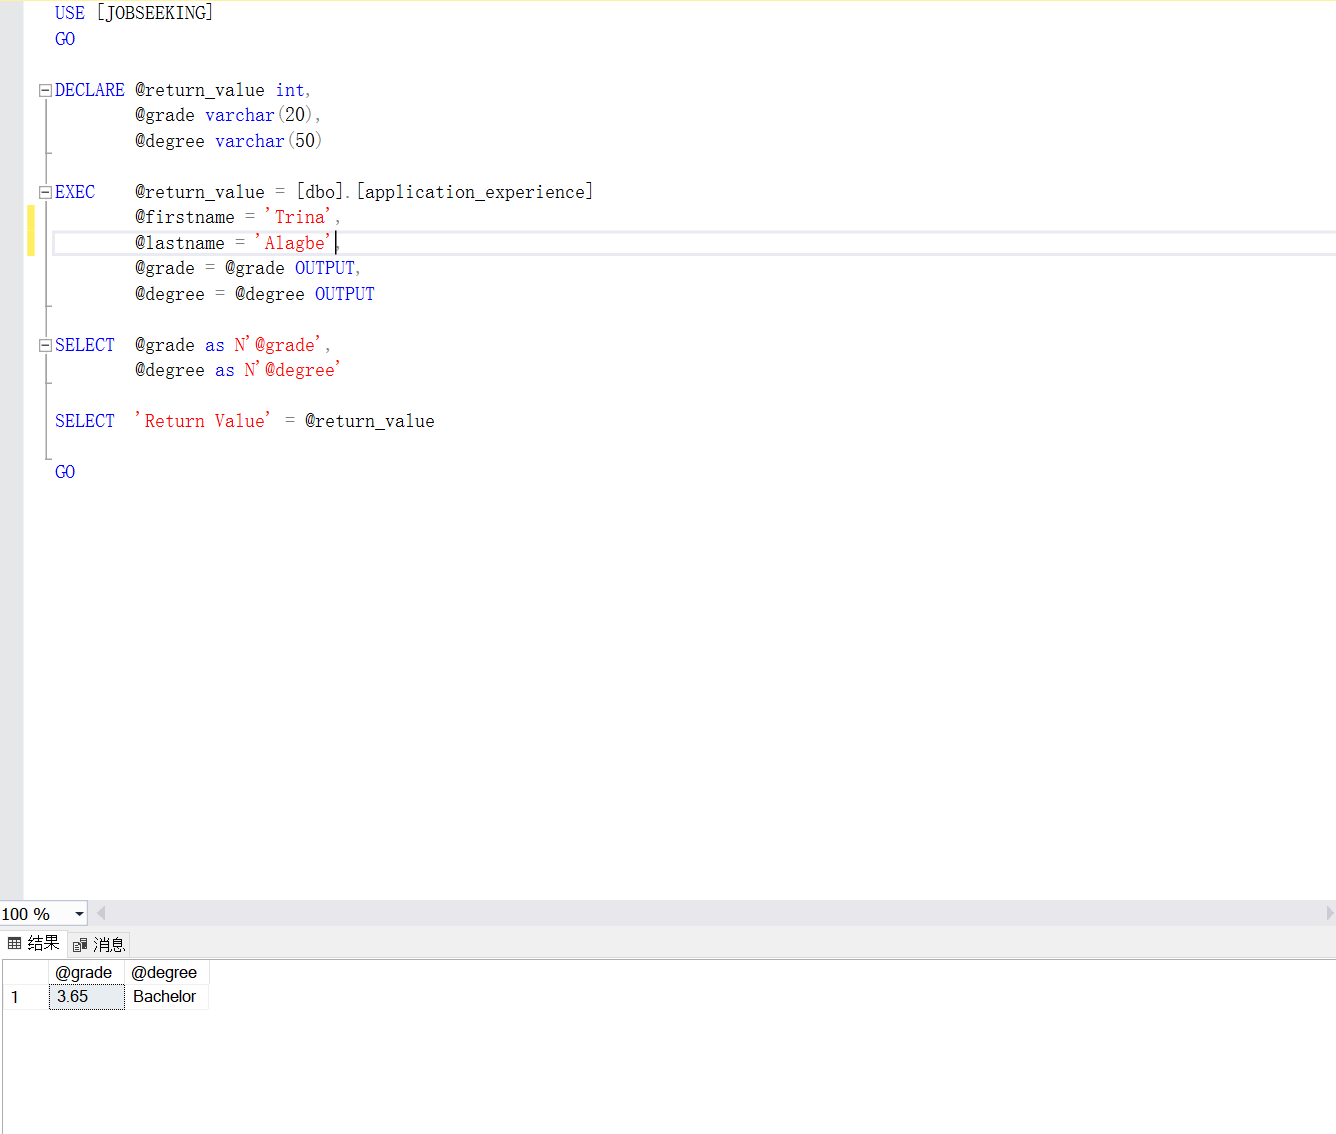 USE [JOBSEEKING]
GO
DECLARE @return_value int,
@grade varchar(20),
@degree varchar(50)
EXEC @return_value = [dbo].[application_experience]
@firstname = 'Trina',
@lastname = 'Alagbe',
@grade = @grade OUTPUT,
@degree = @degree OUTPUT
SELECT @grade as N'@grade',
@degree as N'@degree'
SELECT 'Return Value' = @return_value
GO
100 %
结果 消息
@grade @degree
1 3.65 Bachelor